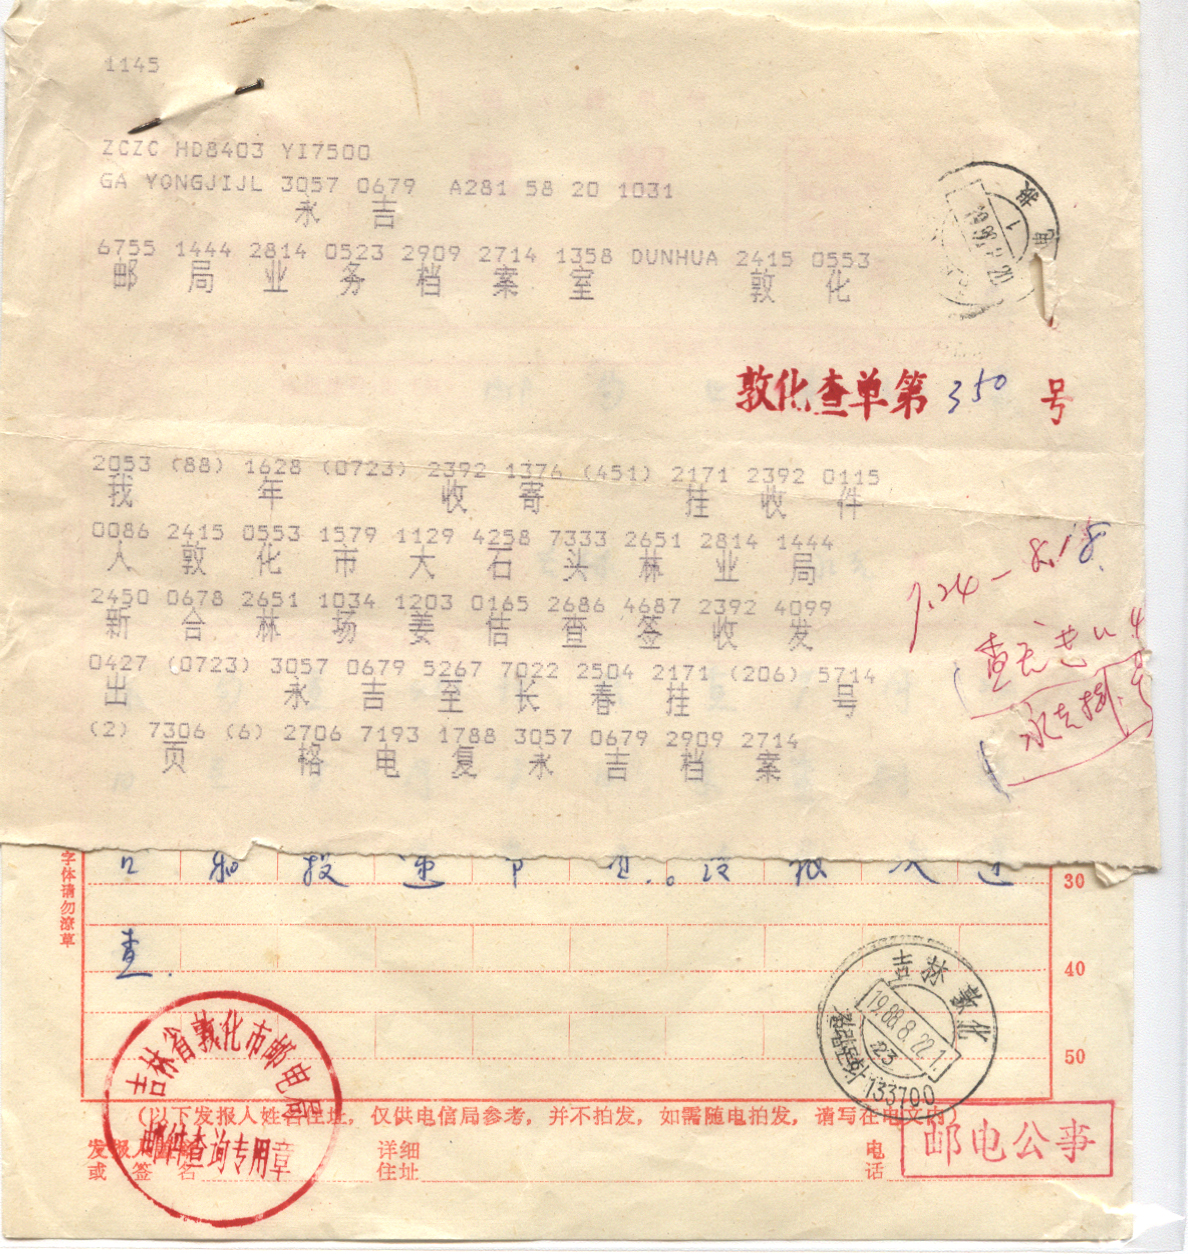 1145
ZCZC HD8403 YI7500
GA YONGJIJL 3057 0679 A281 58 20 1031
永 吉
6755 1444 2814 0523 2909 2714 1358 DUNHUA 2415 0553
邮 局 业 务 档 案 室 敦 化
敦化查单第 350 号
2053 (88) 1628 (0723) 2392 1376 (451) 2171 2392 0115
我 年 收 寄 挂 收 件
0086 2415 0553 1579 1129 4258 7333 2651 2814 1444
人 敦 化 市 大 石 头 林 业 局
2450 0678 2651 1034 1203 0165 2686 4687 2392 4099
新 合 林 场 姜 佶 查 签 收 发
0427 (0723) 3057 0679 5267 7022 2504 2171 (206) 5714
出 永 吉 至 长 春 挂 号
(2) 7306 (6) 2706 7193 1788 3057 0679 2909 2714
页 格 电 复 永 吉 档 案
7.24-8.18.
字体请勿潦草
30
查.
40
50
吉林敦化
1988.8.22.1
23
133700
吉林省敦化市邮电局
邮件查询专用章
(以下发报人姓名住址，仅供电信局参考，并不拍发，如需随电拍发，请写在电文内)
发报人
或签名
详细住址
电话
邮电公事